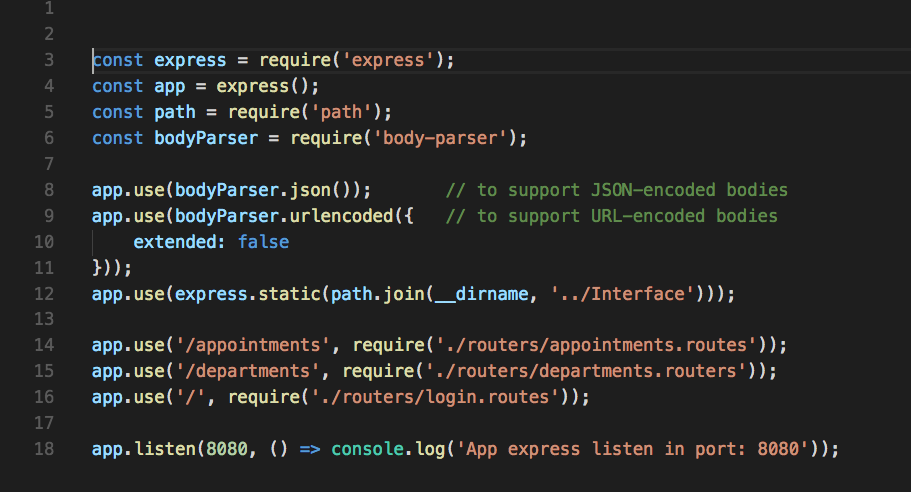 1
2
3 const express = require('express');
4 const app = express();
5 const path = require('path');
6 const bodyParser = require('body-parser');
7
8 app.use(bodyParser.json());       // to support JSON-encoded bodies
9 app.use(bodyParser.urlencoded({   // to support URL-encoded bodies
10     extended: false
11 }));
12 app.use(express.static(path.join(__dirname, '../Interface')));
13
14 app.use('/appointments', require('./routers/appointments.routes'));
15 app.use('/departments', require('./routers/departments.routers'));
16 app.use('/', require('./routers/login.routes'));
17
18 app.listen(8080, () => console.log('App express listen in port: 8080'));